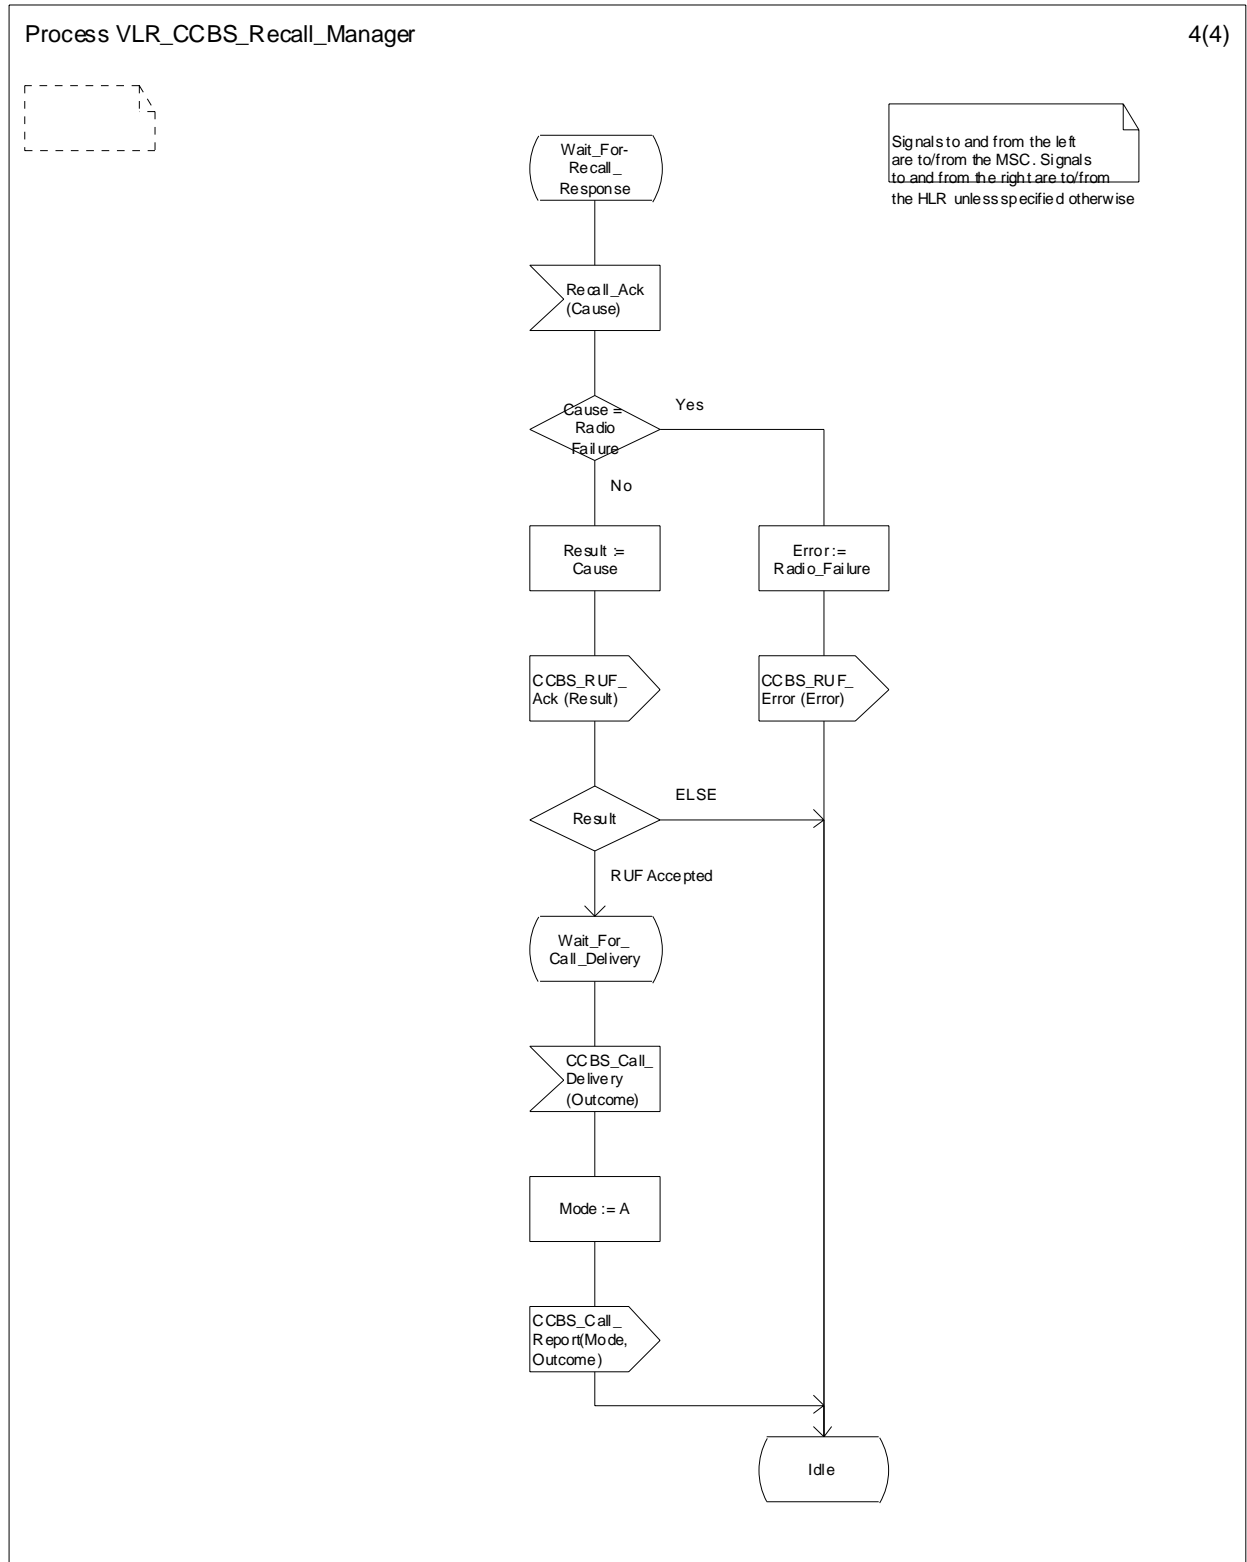 Process VLR_CCBS_Recall_Manager
4(4)
Signals to and from the left
are to/from the MSC. Signals
to and from the right are to/from
the HLR unless specified otherwise
Wait_For-
Recall_
Response
Recall_Ack
(Cause)
Cause =
Radio
Failure
Yes
No
Result :=
Cause
Error :=
Radio_Failure
CCBS_RUF_
Ack (Result)
CCBS_RUF_
Error (Error)
Result
ELSE
RUF Accepted
Wait_For_
Call_Delivery
CCBS_Call_
Delivery
(Outcome)
Mode := A
CCBS_Call_
Report(Mode,
Outcome)
Idle